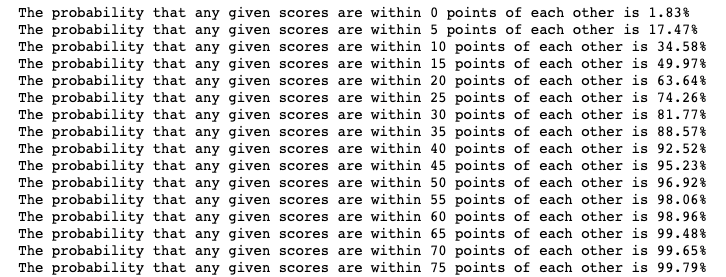 The probability that any given scores are within 0 points of each other is 1.83%
The probability that any given scores are within 5 points of each other is 17.47%
The probability that any given scores are within 10 points of each other is 34.58%
The probability that any given scores are within 15 points of each other is 49.97%
The probability that any given scores are within 20 points of each other is 63.64%
The probability that any given scores are within 25 points of each other is 74.26%
The probability that any given scores are within 30 points of each other is 81.77%
The probability that any given scores are within 35 points of each other is 88.57%
The probability that any given scores are within 40 points of each other is 92.52%
The probability that any given scores are within 45 points of each other is 95.23%
The probability that any given scores are within 50 points of each other is 96.92%
The probability that any given scores are within 55 points of each other is 98.06%
The probability that any given scores are within 60 points of each other is 98.96%
The probability that any given scores are within 65 points of each other is 99.48%
The probability that any given scores are within 70 points of each other is 99.65%
The probability that any given scores are within 75 points of each other is 99.79%